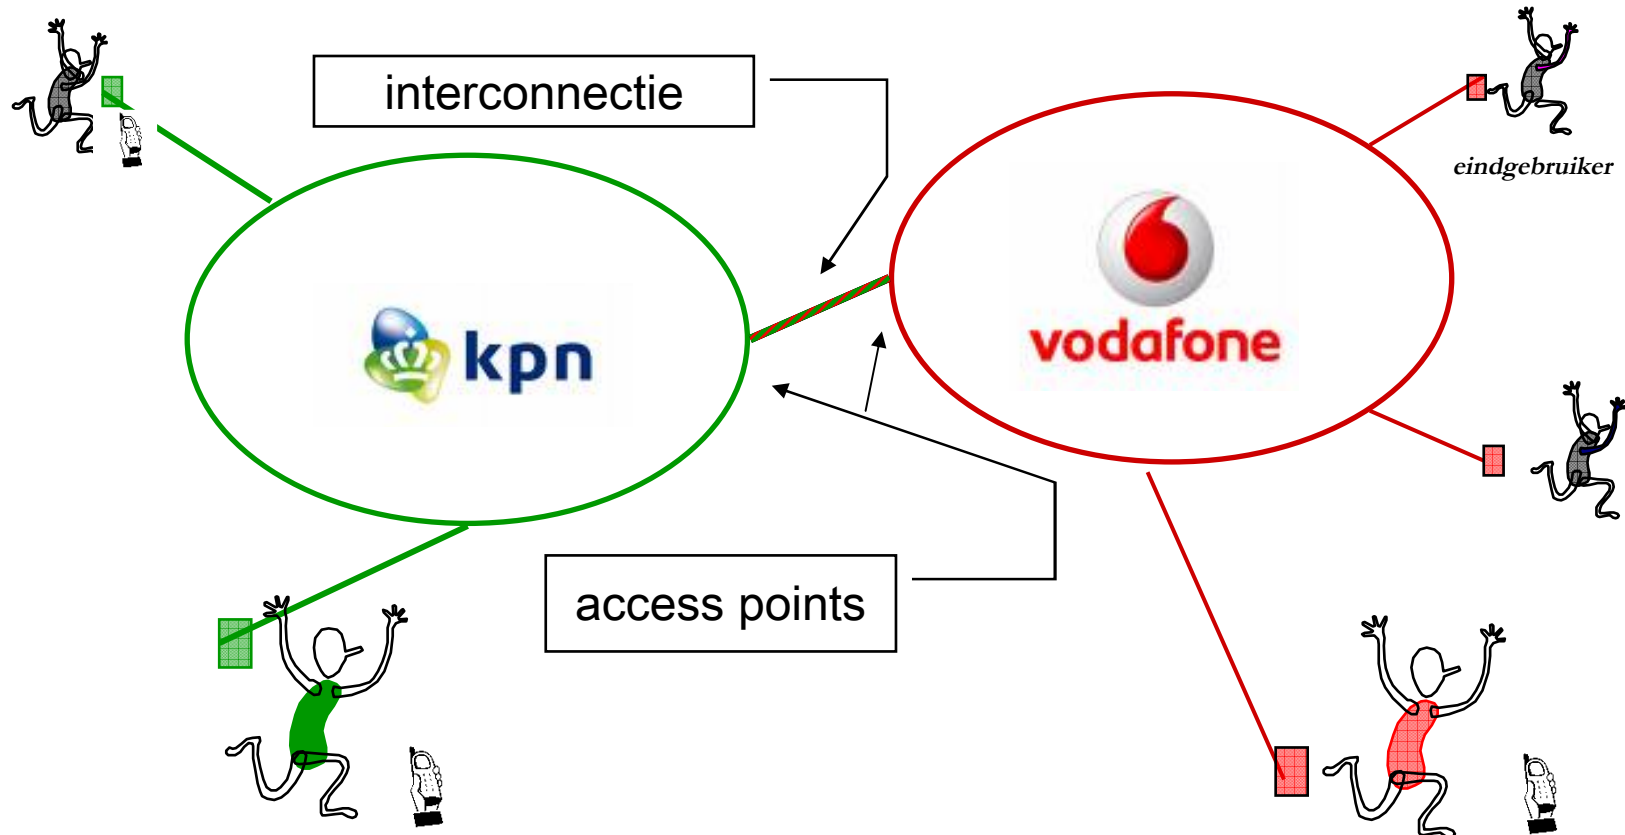 interconnectie
eindgebruiker
kpn
vodafone
access points